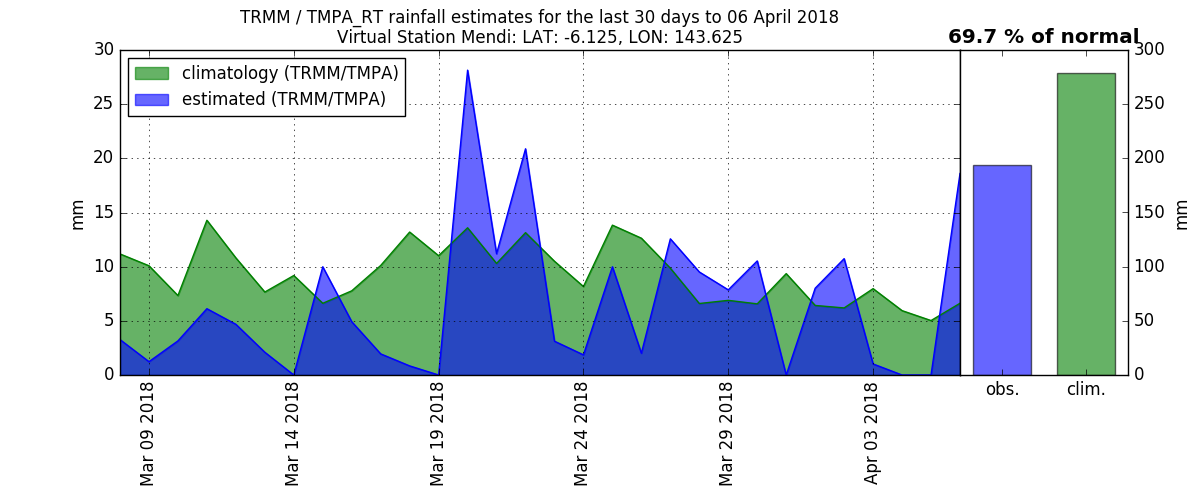 TRMM / TMPA_RT rainfall estimates for the last 30 days to 06 April 2018
Virtual Station Mendi: LAT: -6.125, LON: 143.625
69.7 % of normal
climatology (TRMM/TMPA)
estimated (TRMM/TMPA)
30
25
20
15
10
5
0
mm
300
250
200
150
100
50
0
mm
Mar 09 2018
Mar 14 2018
Mar 19 2018
Mar 24 2018
Mar 29 2018
Apr 03 2018
obs.
clim.